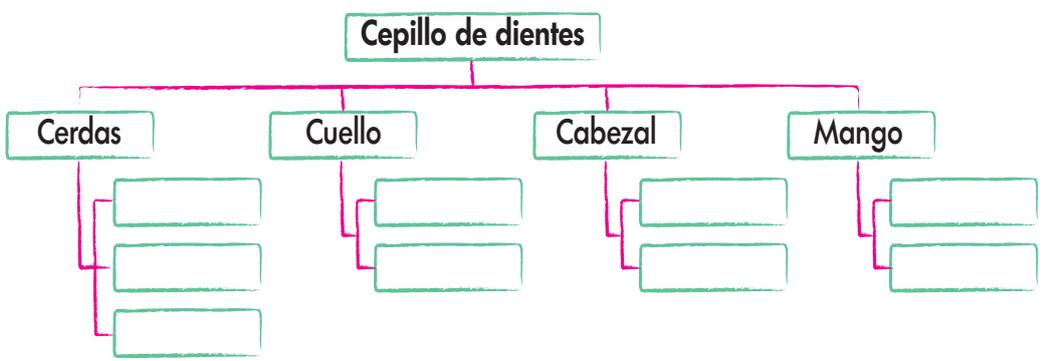 Cepillo de dientes
Cerdas
Cuello
Cabezal
Mango